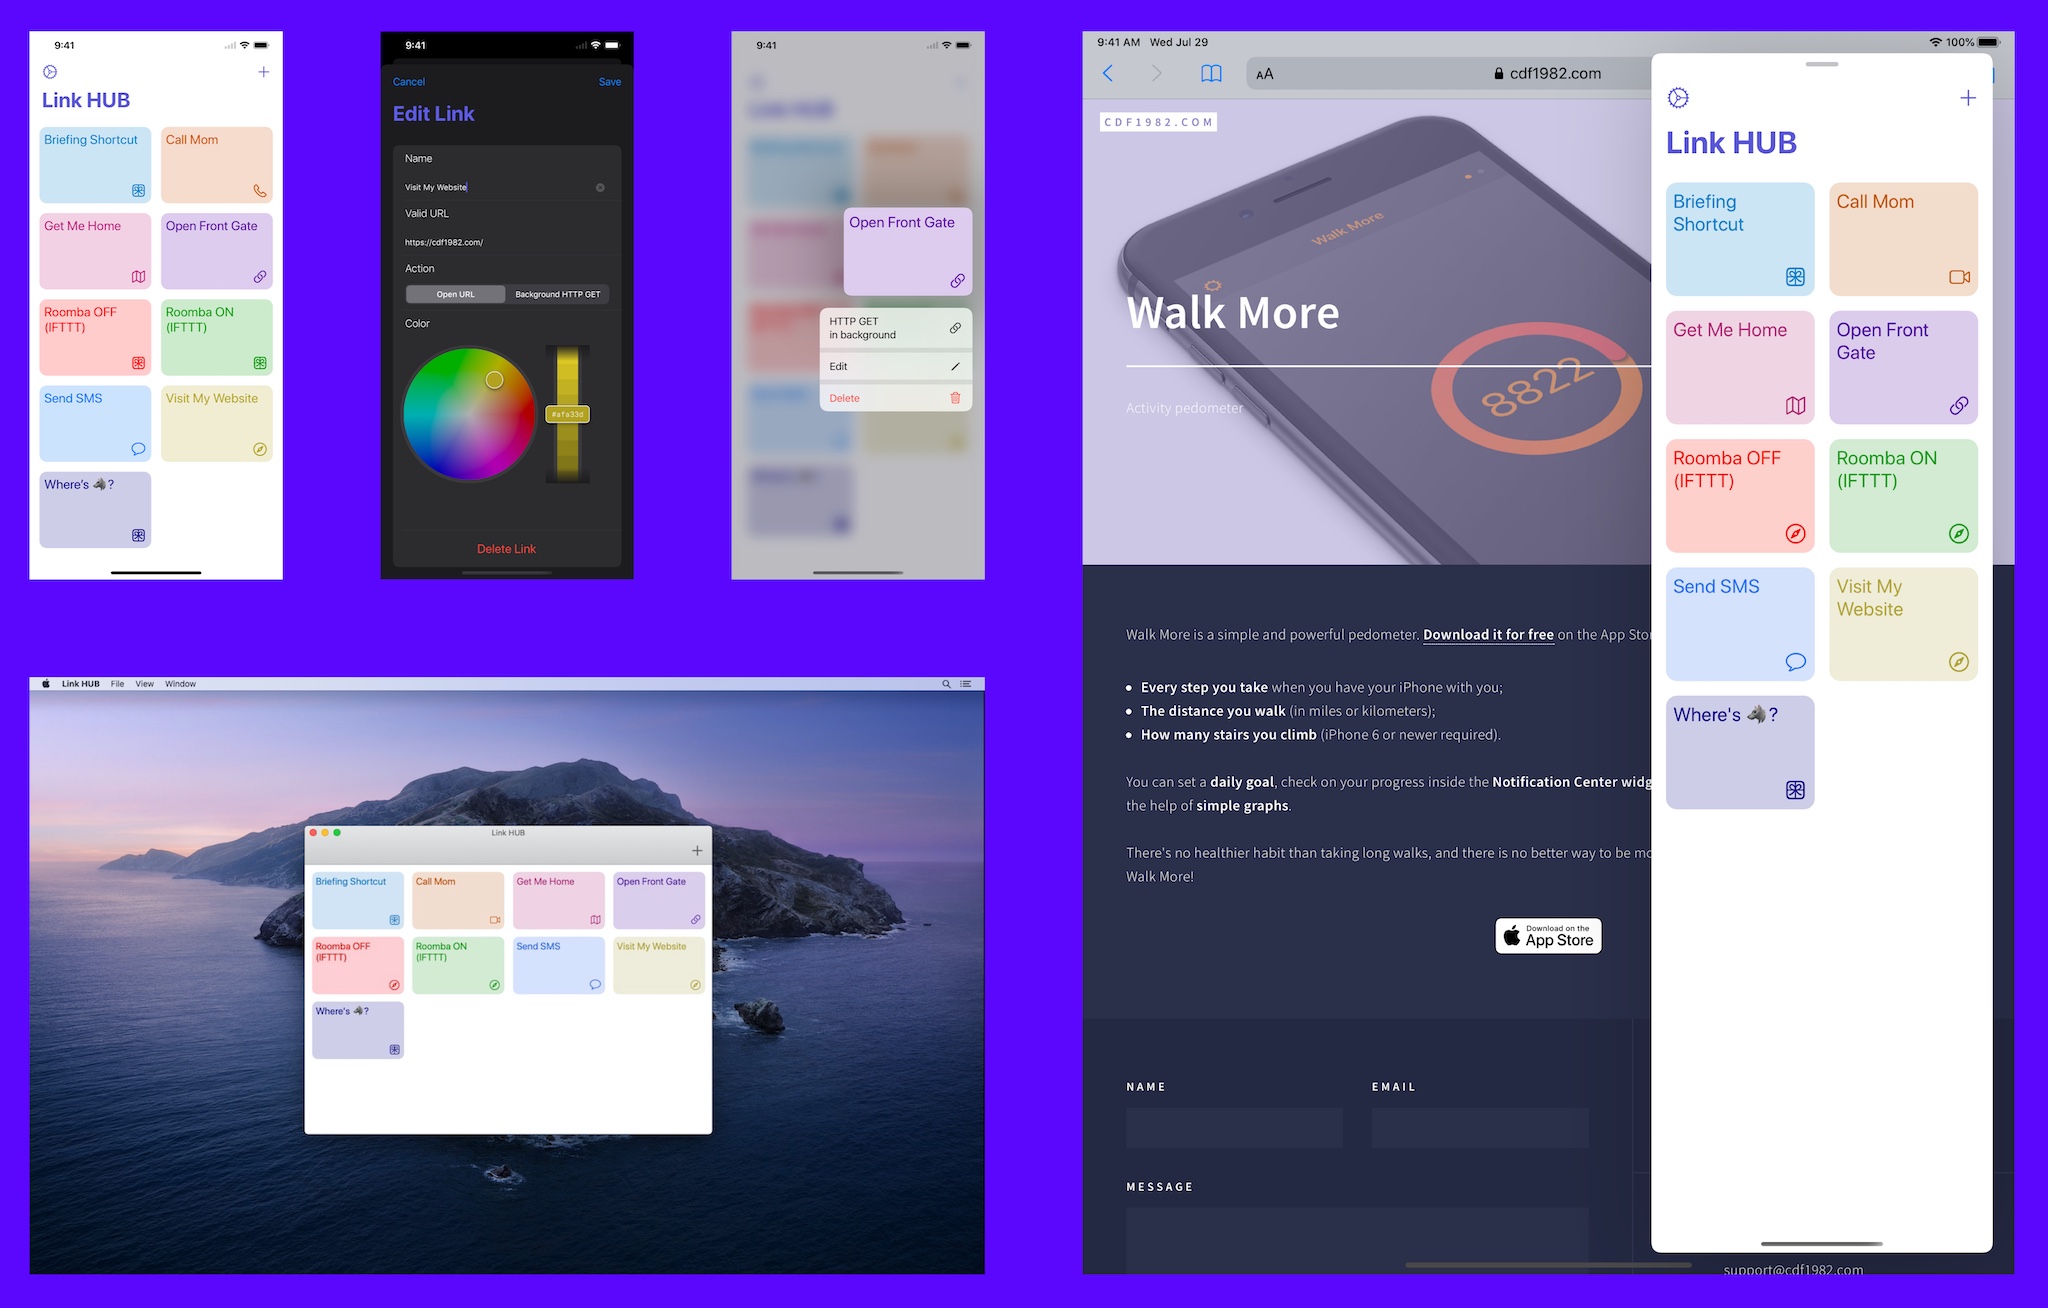 9:41
Link HUB
Briefing Shortcut
Call Mom
Get Me Home
Open Front Gate
Roomba OFF
(IFTTT)
Roomba ON
(IFTTT)
Send SMS
Visit My Website
Where's 🐺?
9:41
Cancel
Save
Edit Link
Name
Visit My Website
Valid URL
https://cdf1982.com/
Action
Open URL
Background HTTP GET
Color
#afa33d
Delete Link
9:41
Open Front Gate
HTTP GET
in background
Edit
Delete
Link HUB File View Window
Link HUB
Briefing Shortcut
Call Mom
Get Me Home
Open Front Gate
Roomba OFF
(IFTTT)
Roomba ON
(IFTTT)
Send SMS
Visit My Website
Where's 🐺?
9:41 AM Wed Jul 29
100%
AA
cdf1982.com
CDF1982.COM
Walk More
8822
Walk More
Activity pedometer
Walk More is a simple and powerful pedometer. Download it for free on the App
Every step you take when you have your iPhone with you;
The distance you walk (in miles or kilometers);
How many stairs you climb (iPhone 6 or newer required).
You can set a daily goal, check on your progress inside the Notification Center
the help of simple graphs.
There's no healthier habit than taking long walks, and there is no better way to be
Walk More!
Download on the
App Store
NAME
EMAIL
MESSAGE
support@cdf1982.com
Link HUB
Briefing
Shortcut
Call Mom
Get Me Home
Open Front
Gate
Roomba OFF
(IFTTT)
Roomba ON
(IFTTT)
Send SMS
Visit My
Website
Where's 🐺?